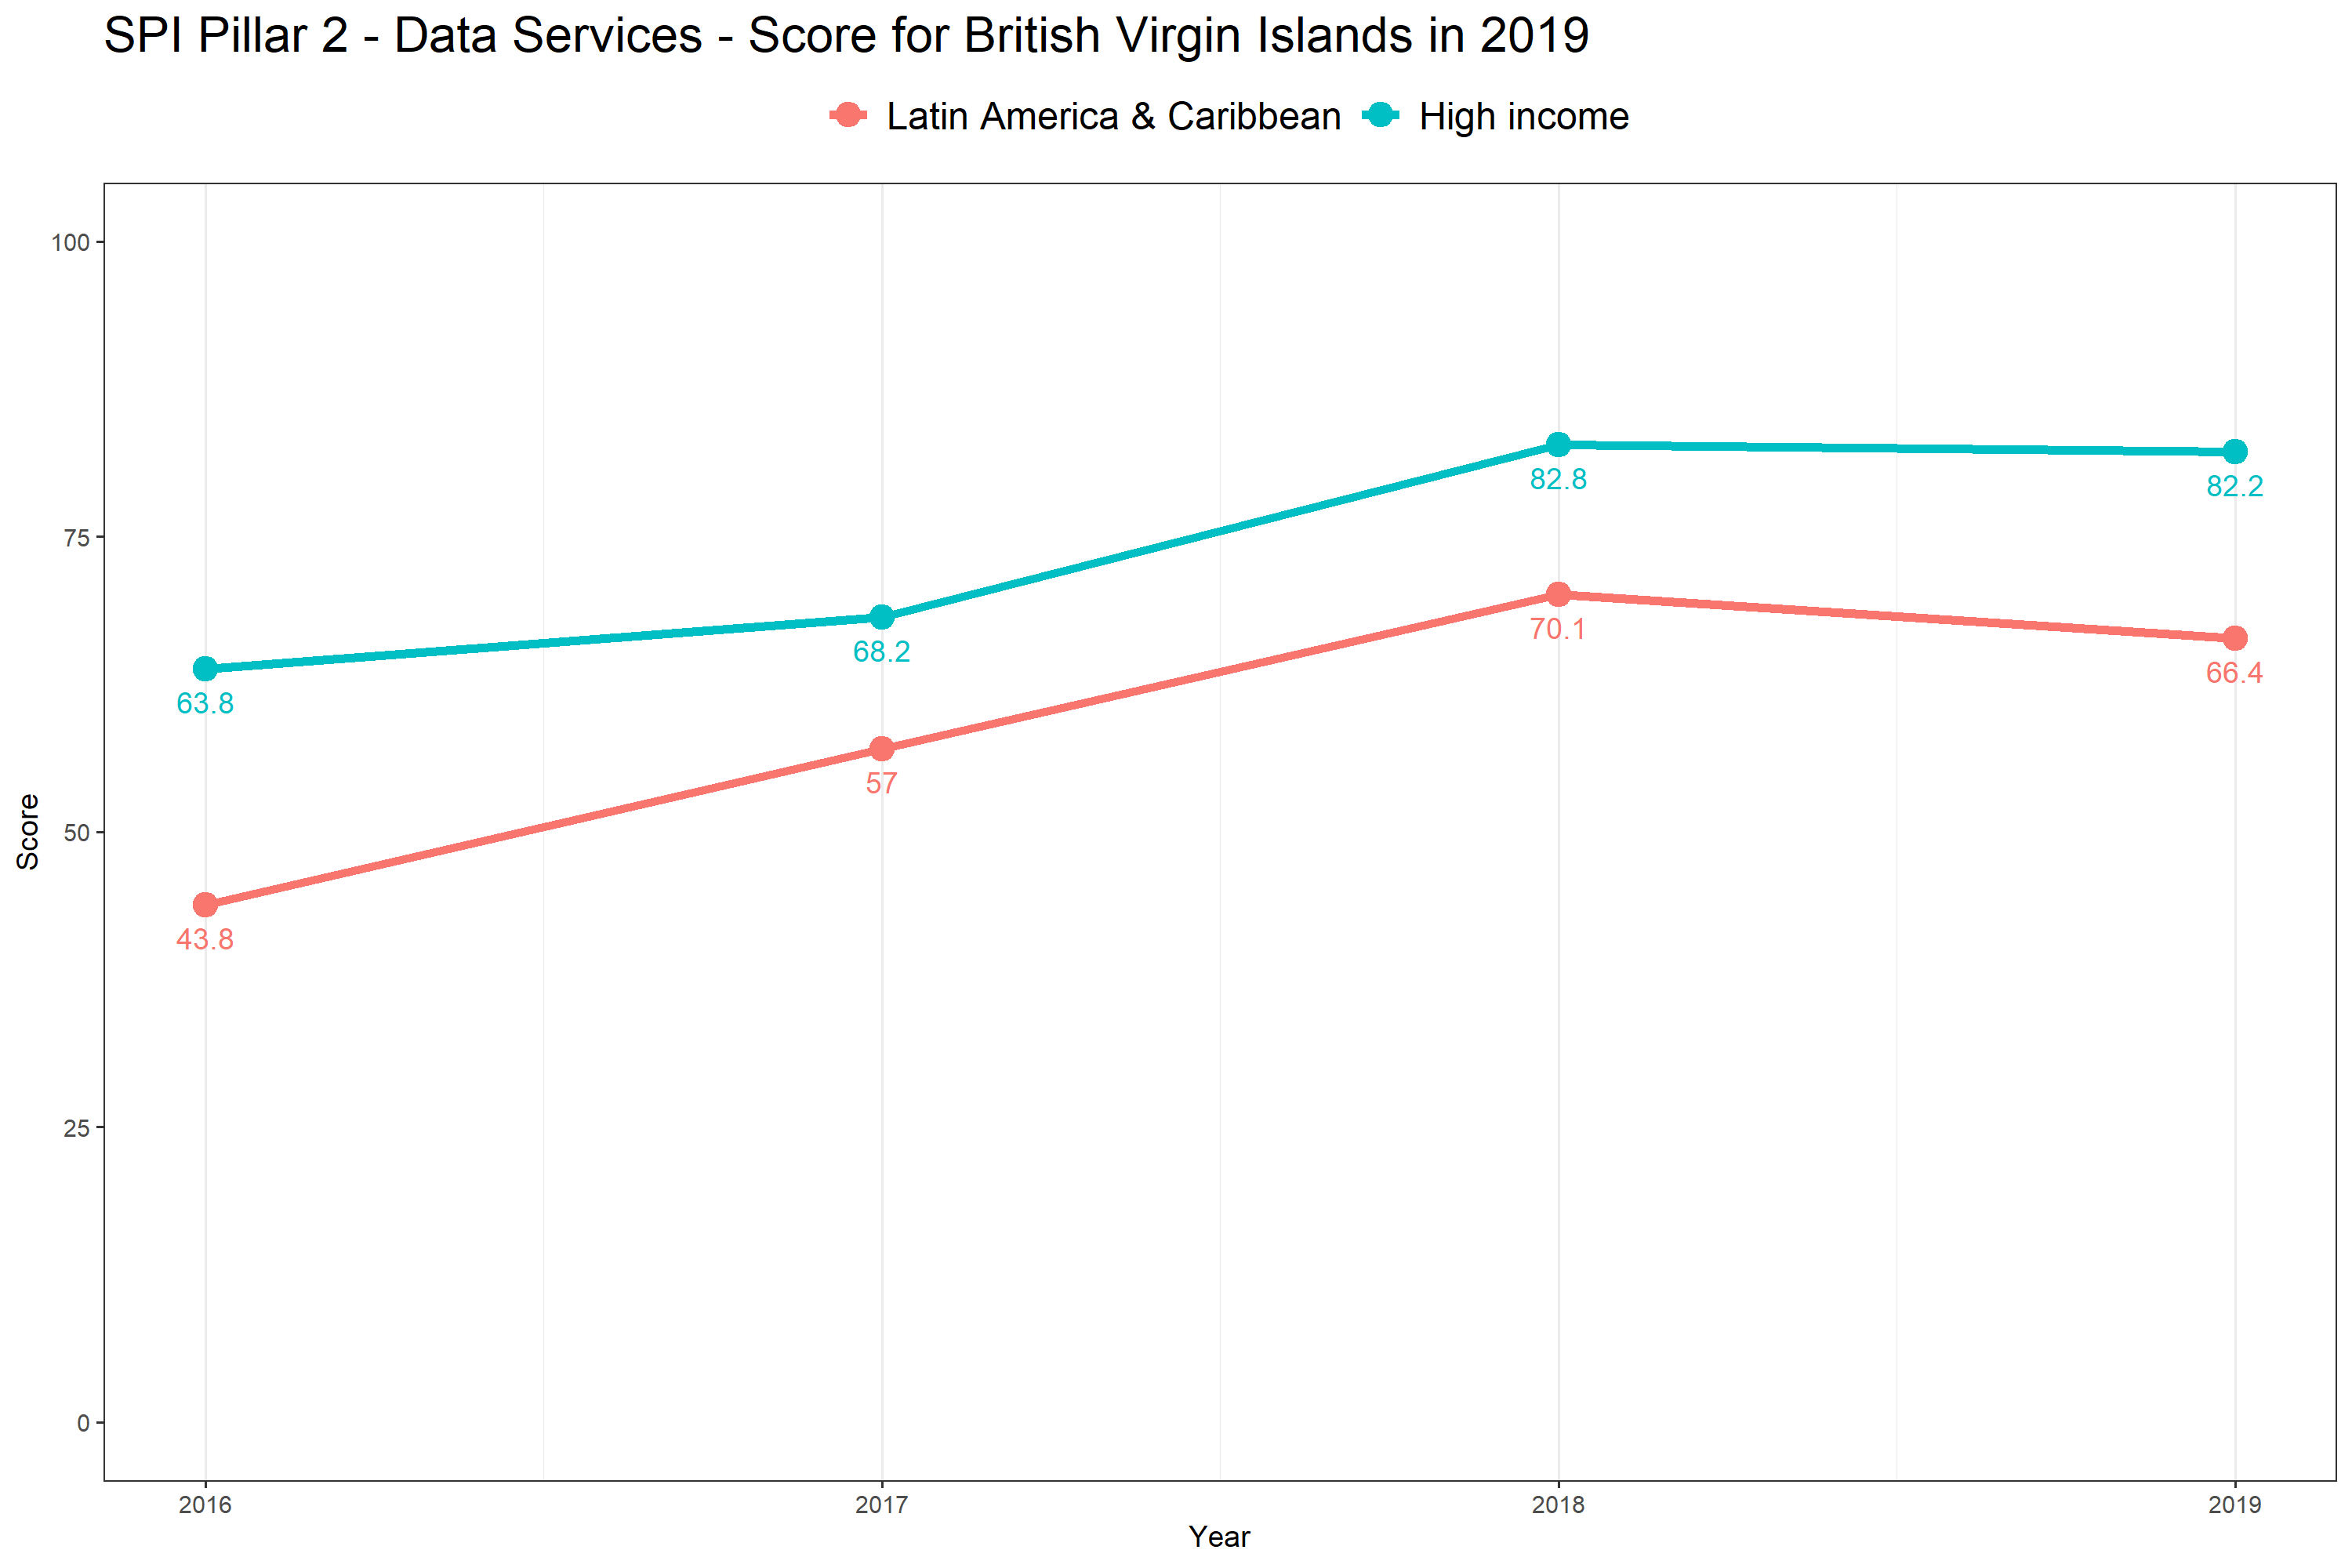 SPI Pillar 2 - Data Services - Score for British Virgin Islands in 2019
Latin America & Caribbean High income
100
75
50
25
0
Score
63.8
68.2
82.8
82.2
43.8
57
70.1
66.4
2016 2017 2018 2019
Year